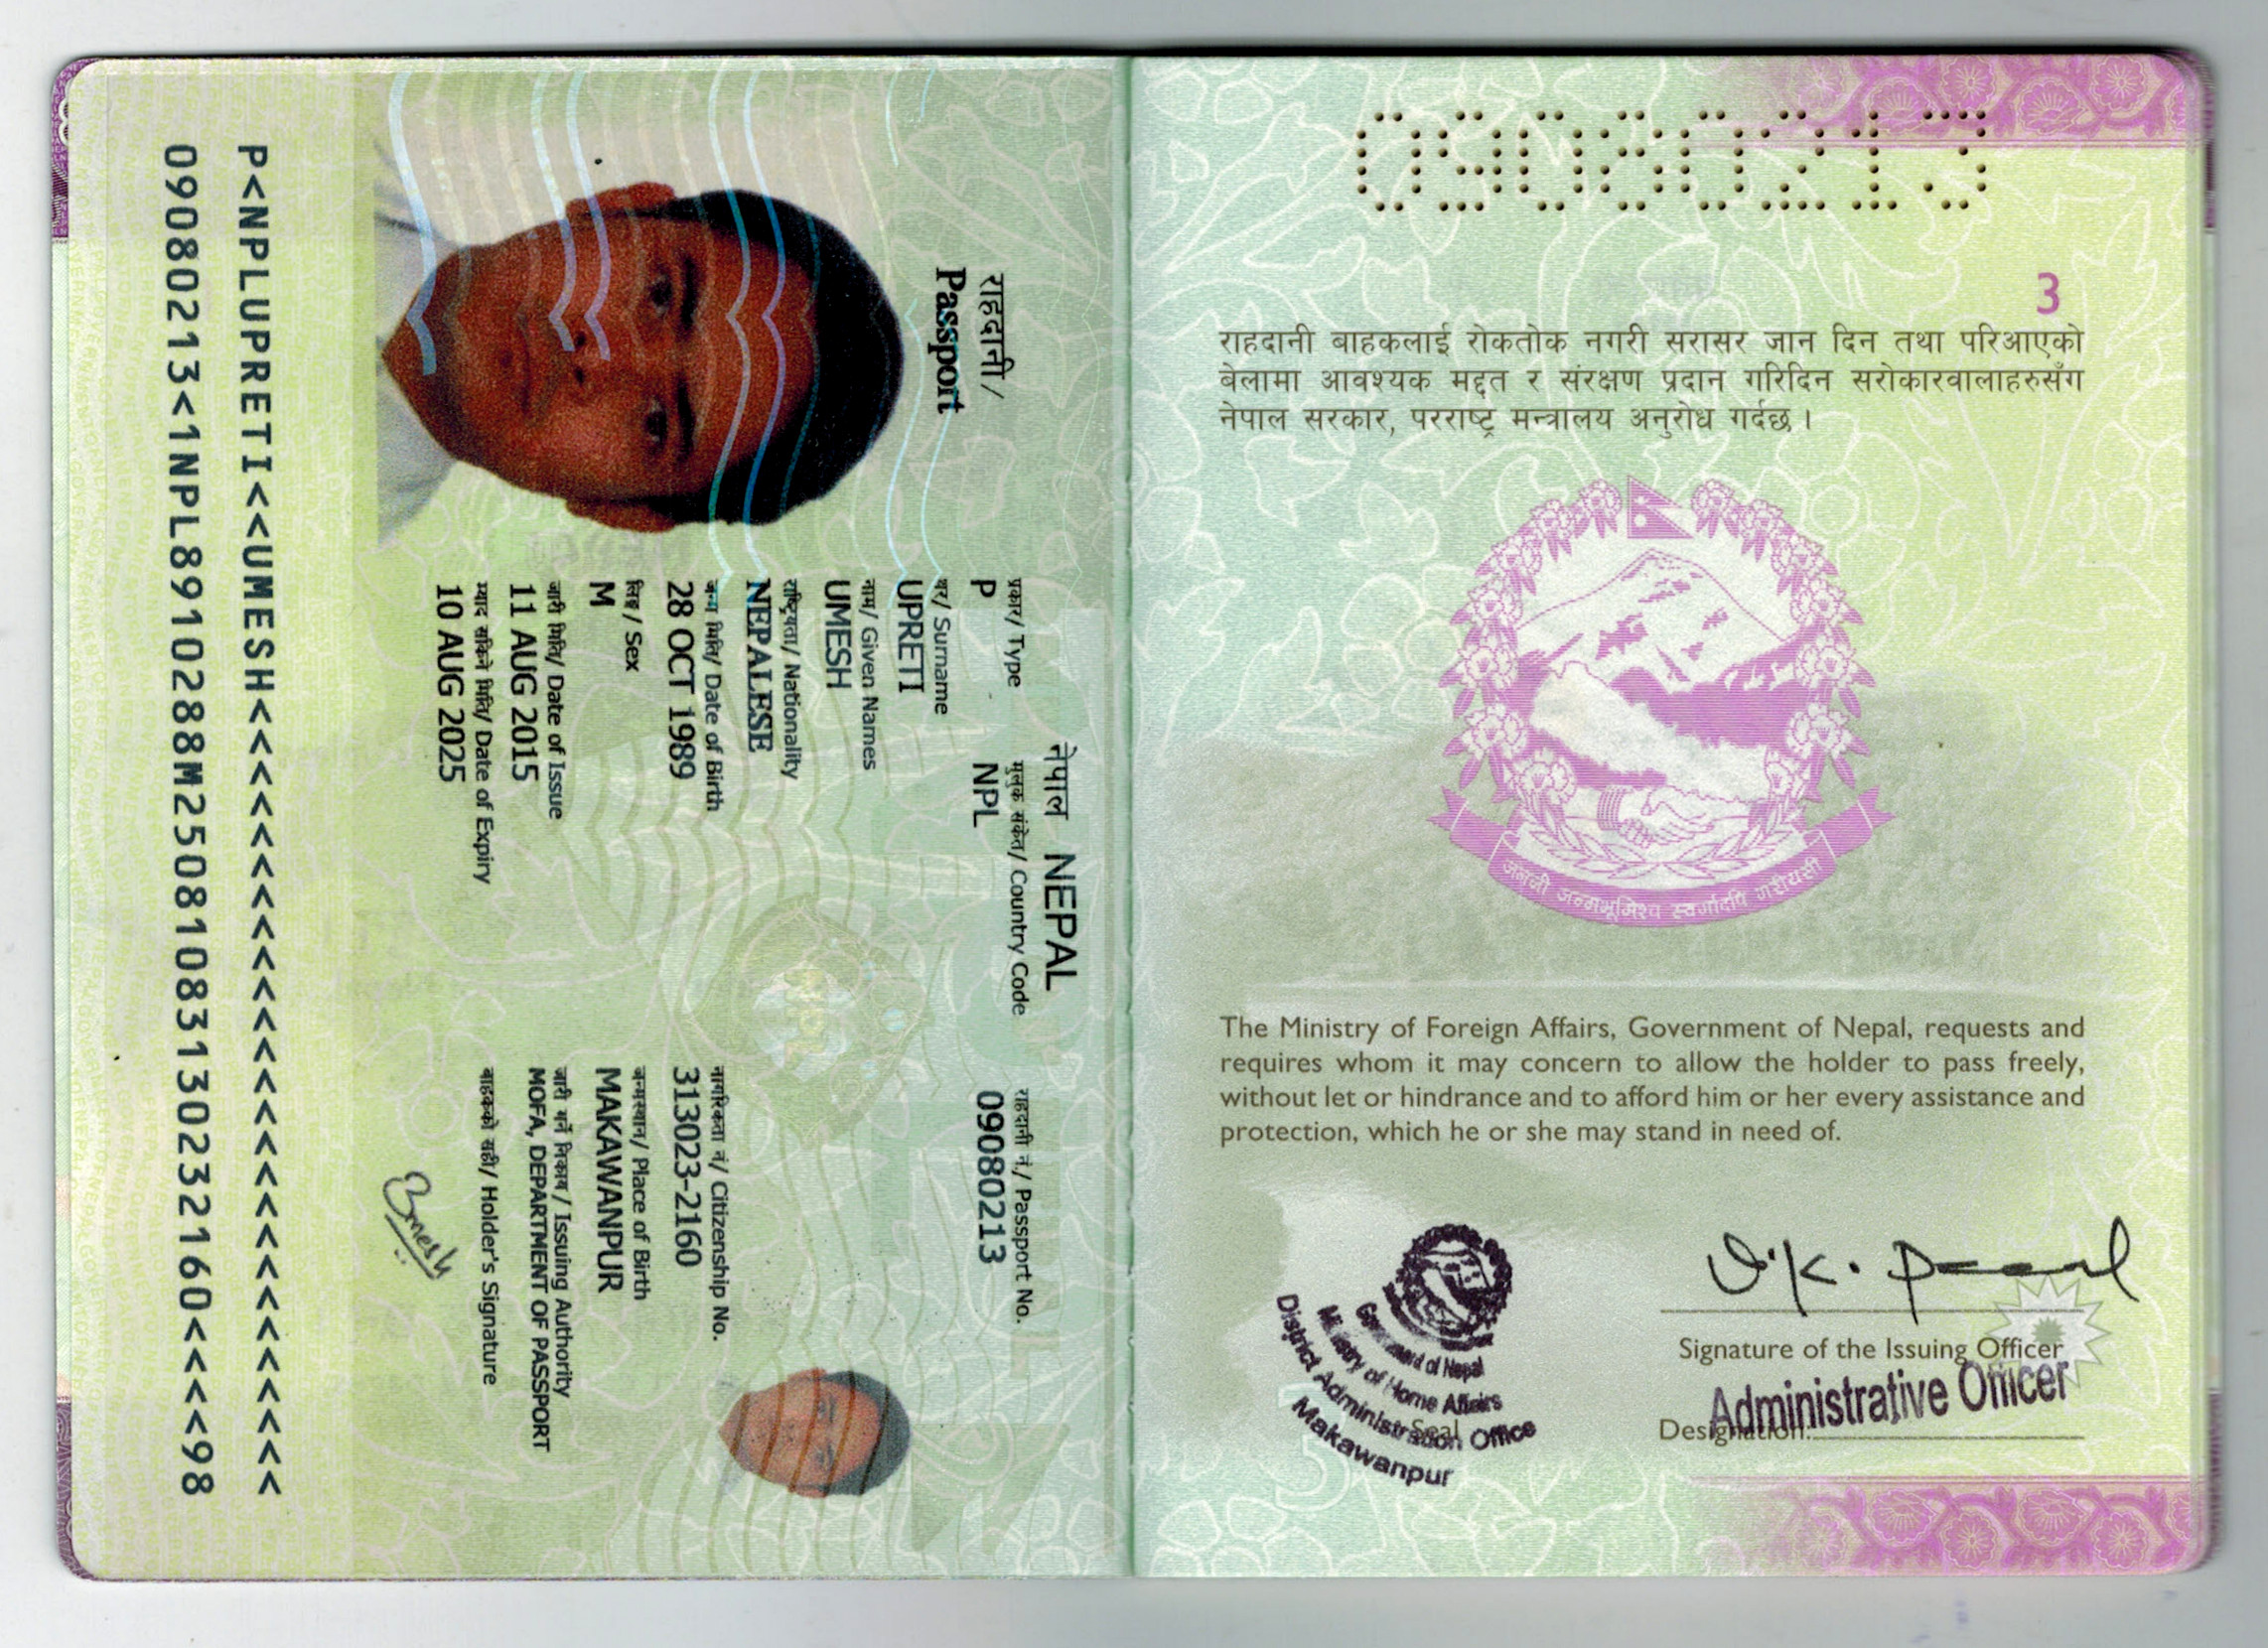 राहदानी /
Passport
नेपाल NEPAL
प्रकार/ Type
P
मुलुक संकेत/ Country Code
NPL
राहदानी नं./ Passport No.
09080213
थर/ Surname
UPRETI
नाम/ Given Names
UMESH
राष्ट्रियता/ Nationality
NEPALESE
जन्म मिति/ Date of Birth
28 OCT 1989
नागरिकता नं/ Citizenship No.
313023-2160
लिङ्ग/ Sex
M
जन्मस्थान/ Place of Birth
MAKAWANPUR
जारी मिति/ Date of Issue
11 AUG 2015
जारी गर्ने निकाय/ Issuing Authority
MOFA, DEPARTMENT OF PASSPORT
म्याद सकिने मिति/ Date of Expiry
10 AUG 2025
बाहकको सही/ Holder's Signature
Umesh
P<NPLUPRETI<<UMESH<<<<<<<<<<<<<<<<<<<<<<<<<<
09080213<1NPL8910288M25081083130232160<<<<98
09080213
3
राहदानी बाहकलाई रोकतोक नगरी सरासर जान दिन तथा परिआएको
बेलामा आवश्यक मद्दत र संरक्षण प्रदान गरिदिन सरोकारवालाहरुसँग
नेपाल सरकार, परराष्ट्र मन्त्रालय अनुरोध गर्दछ ।
जननी जन्मभूमिश्च स्वर्गादपि गरीयसी
The Ministry of Foreign Affairs, Government of Nepal, requests and
requires whom it may concern to allow the holder to pass freely,
without let or hindrance and to afford him or her every assistance and
protection, which he or she may stand in need of.
Government of Nepal
Ministry of Home Affairs
District Administration Office
Makawanpur
Seal
Signature of the Issuing Officer
Administrative Officer
Designation: